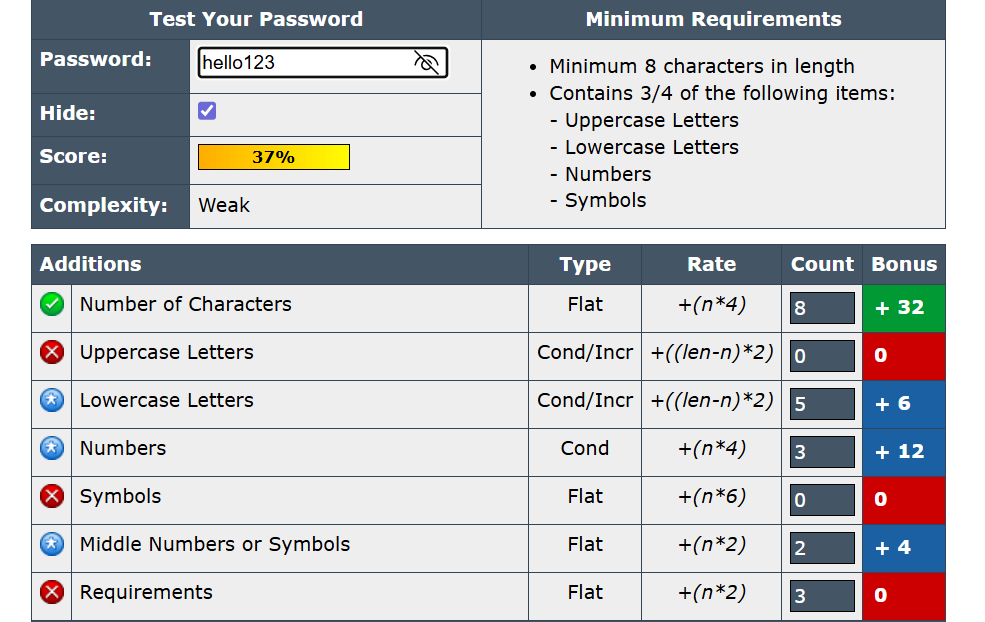 Test Your Password
Minimum Requirements
Password:
hello123
Hide:
Score:
37%
Complexity:
Weak
• Minimum 8 characters in length
• Contains 3/4 of the following items:
- Uppercase Letters
- Lowercase Letters
- Numbers
- Symbols
Additions Type Rate Count Bonus
Number of Characters Flat +(n*4) 8 + 32
Uppercase Letters Cond/Incr +((len-n)*2) 0 0
Lowercase Letters Cond/Incr +((len-n)*2) 5 + 6
Numbers Cond +(n*4) 3 + 12
Symbols Flat +(n*6) 0 0
Middle Numbers or Symbols Flat +(n*2) 2 + 4
Requirements Flat +(n*2) 3 0